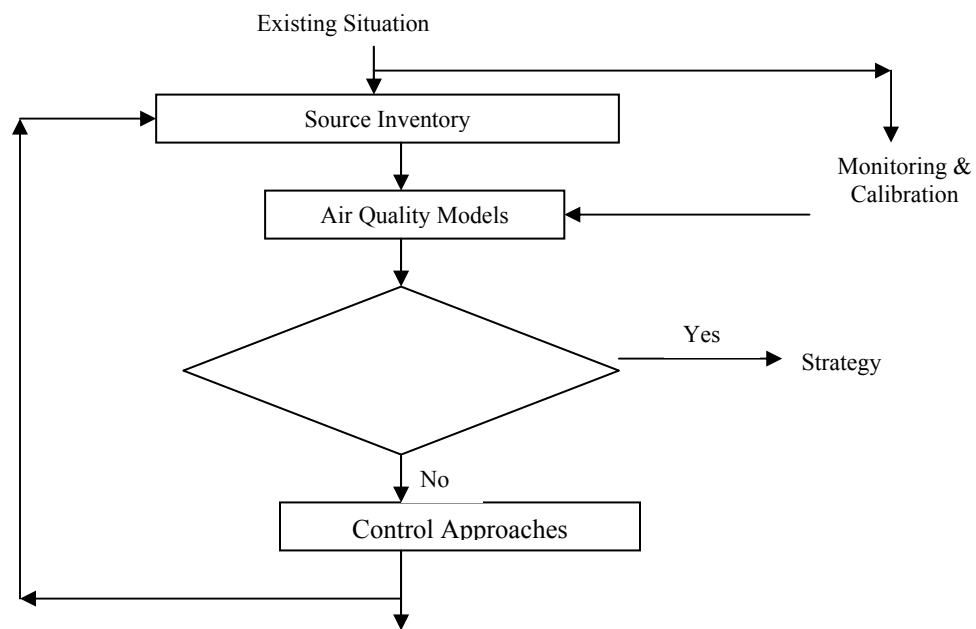 Existing Situation
Source Inventory
Monitoring &
Calibration
Air Quality Models
Yes
Strategy
No
Control Approaches